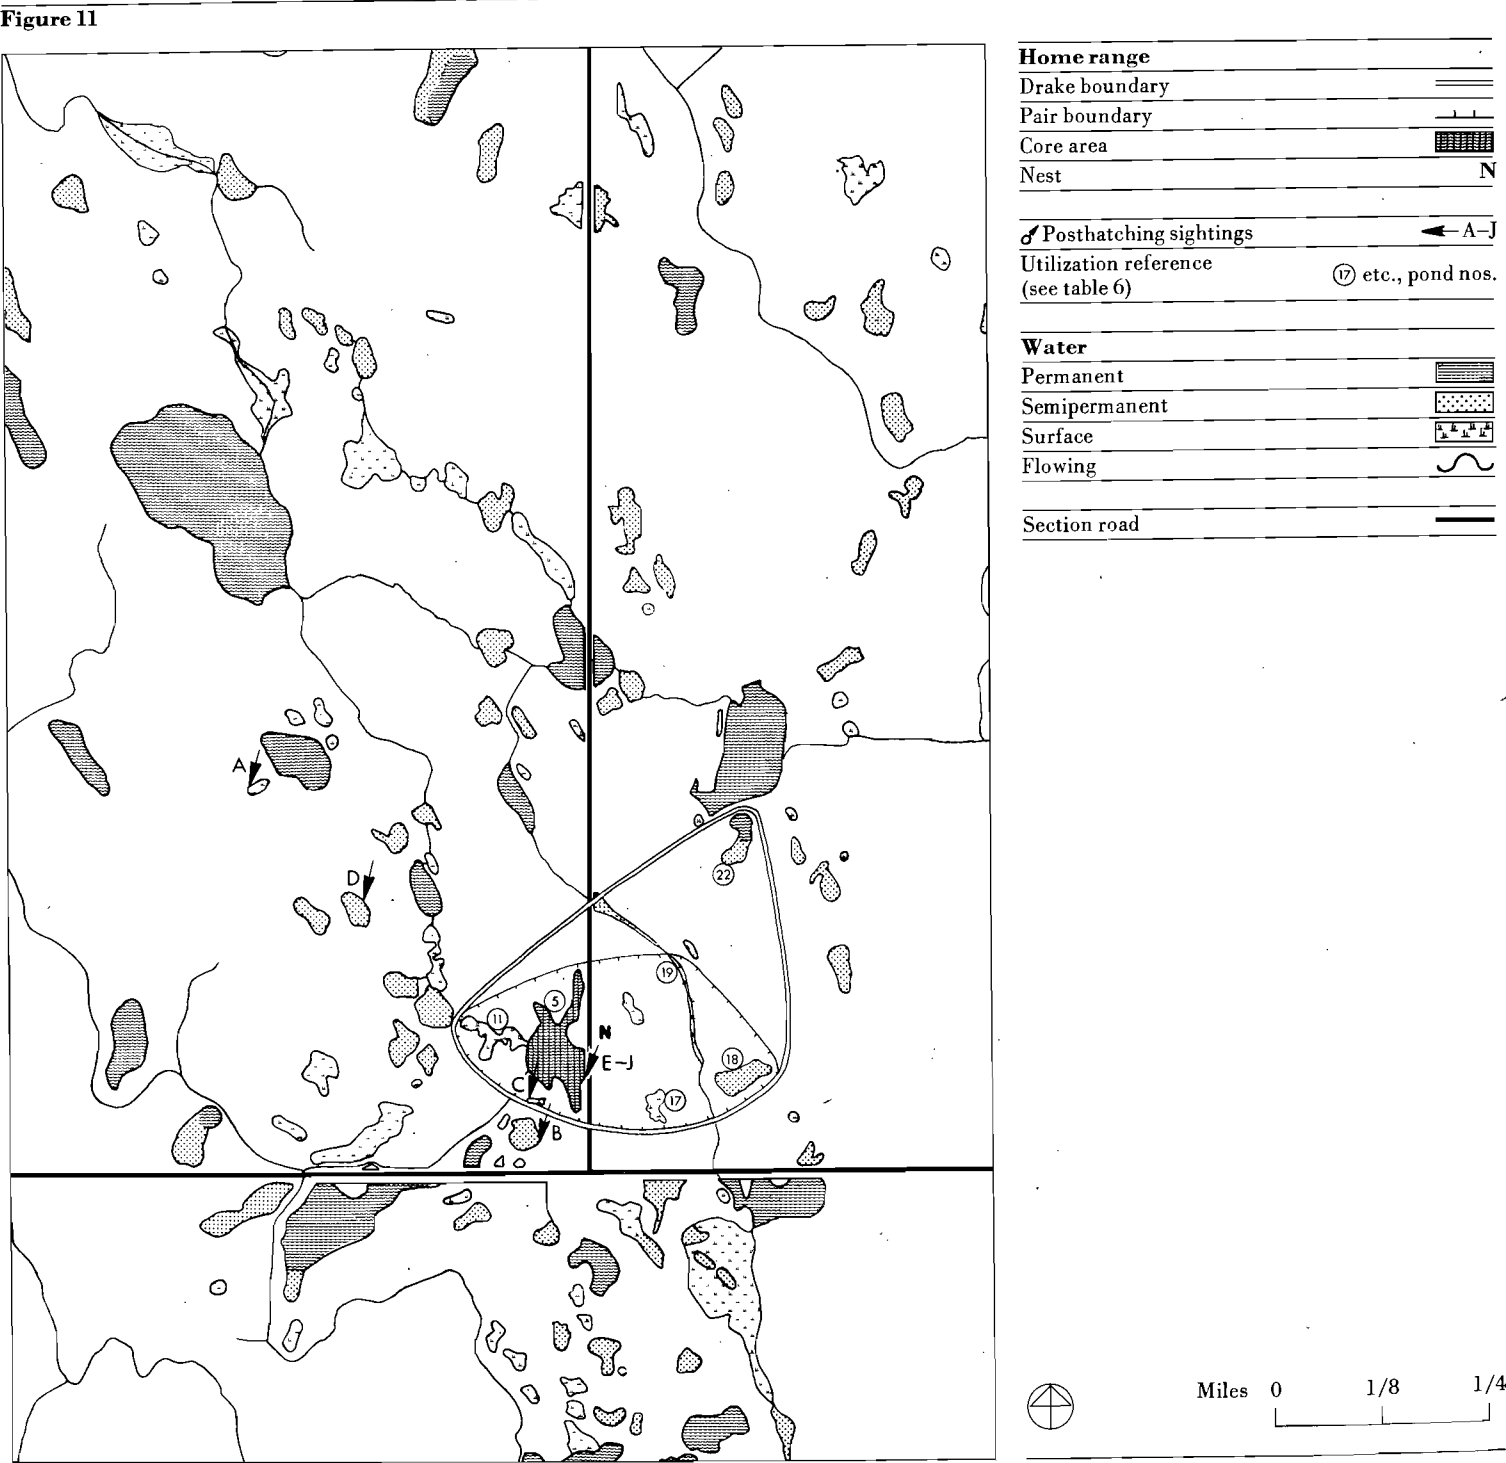 Figure 11
Home range
Drake boundary
Pair boundary
Core area
Nest N
♂ Posthatching sightings A–J
Utilization reference
(see table 6) 17 etc., pond nos.
Water
Permanent
Semipermanent
Surface
Flowing
Section road
A
D
22
19
5
11
N
E–J
18
C
17
B
Miles 0 1/8 1/4